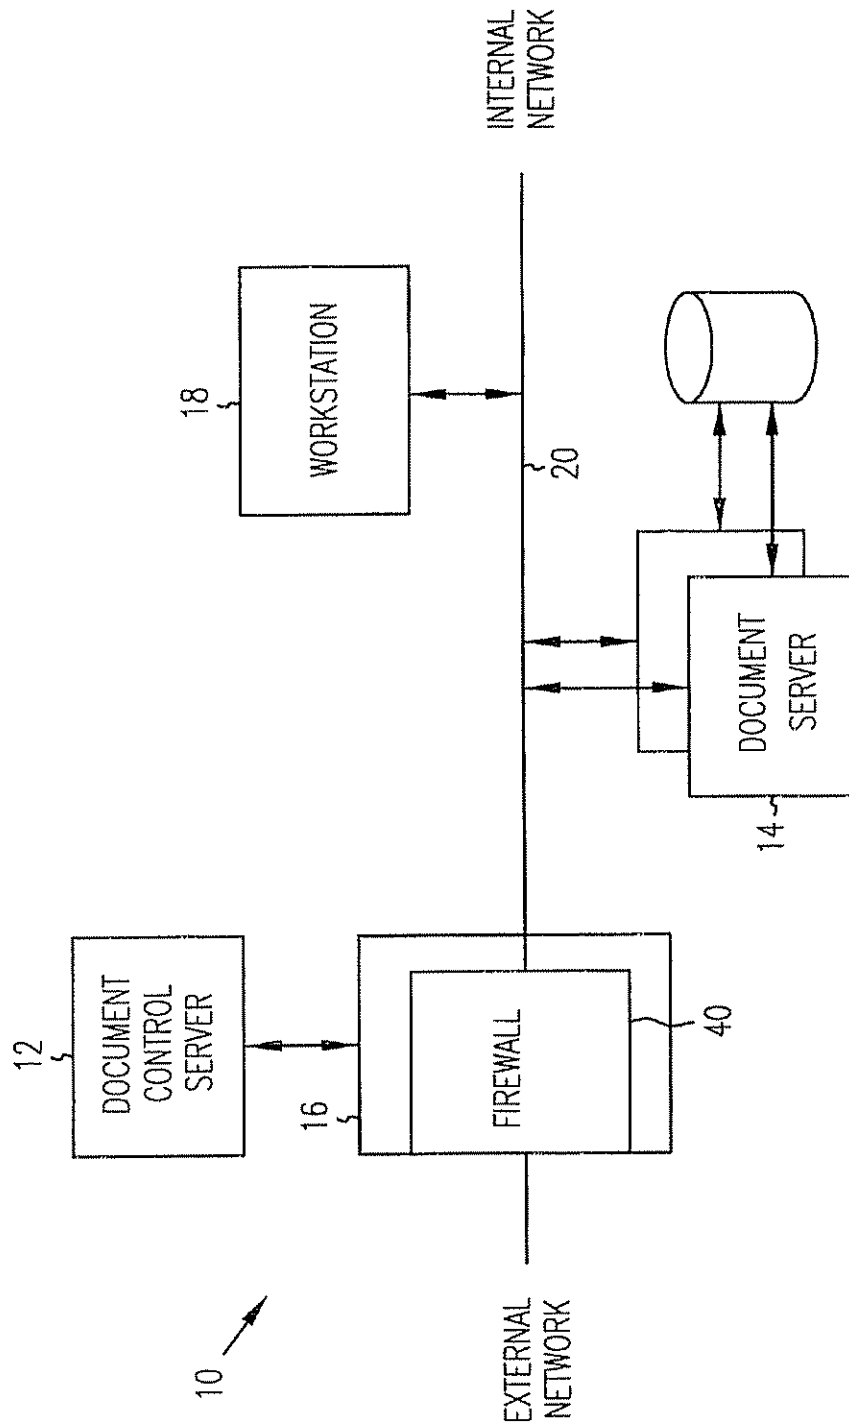 10
12
DOCUMENT
CONTROL
SERVER
18
WORKSTATION
16
FIREWALL
40
EXTERNAL
NETWORK
20
INTERNAL
NETWORK
14
DOCUMENT
SERVER